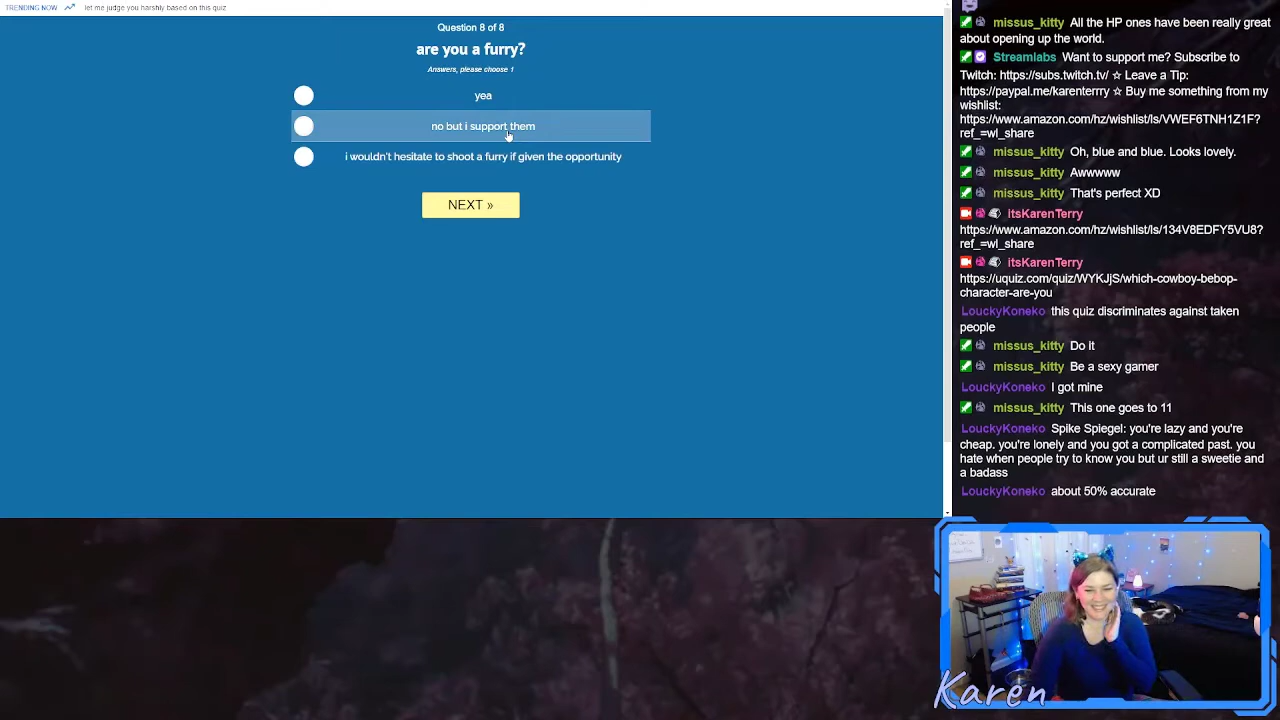 TRENDING NOW let me judge you harshly based on this quiz
Question 8 of 8
are you a furry?
Answers, please choose 1
yea
no but i support them
i wouldn't hesitate to shoot a furry if given the opportunity
NEXT »
missus_kitty All the HP ones have been really great
about opening up the world.
Streamlabs Want to support me? Subscribe to
Twitch: https://subs.twitch.tv/ ☆ Leave a Tip:
https://paypal.me/karenterrry ☆ Buy me something from my
wishlist:
https://www.amazon.com/hz/wishlist/ls/VWEF6TNH1Z1F?
ref_=wl_share
missus_kitty Oh, blue and blue. Looks lovely.
missus_kitty Awwwww
missus_kitty That's perfect XD
itsKarenTerry
https://www.amazon.com/hz/wishlist/ls/134V8EDFY5VU8?
ref_=wl_share
itsKarenTerry
https://uquiz.com/quiz/WYKJjS/which-cowboy-bebop-
character-are-you
LouckyKoneko this quiz discriminates against taken
people
missus_kitty Do it
missus_kitty Be a sexy gamer
LouckyKoneko I got mine
missus_kitty This one goes to 11
LouckyKoneko Spike Spiegel: you're lazy and you're
cheap. you're lonely and you got a complicated past. you
hate when people try to know you but ur still a sweetie and
a badass
LouckyKoneko about 50% accurate
Karen